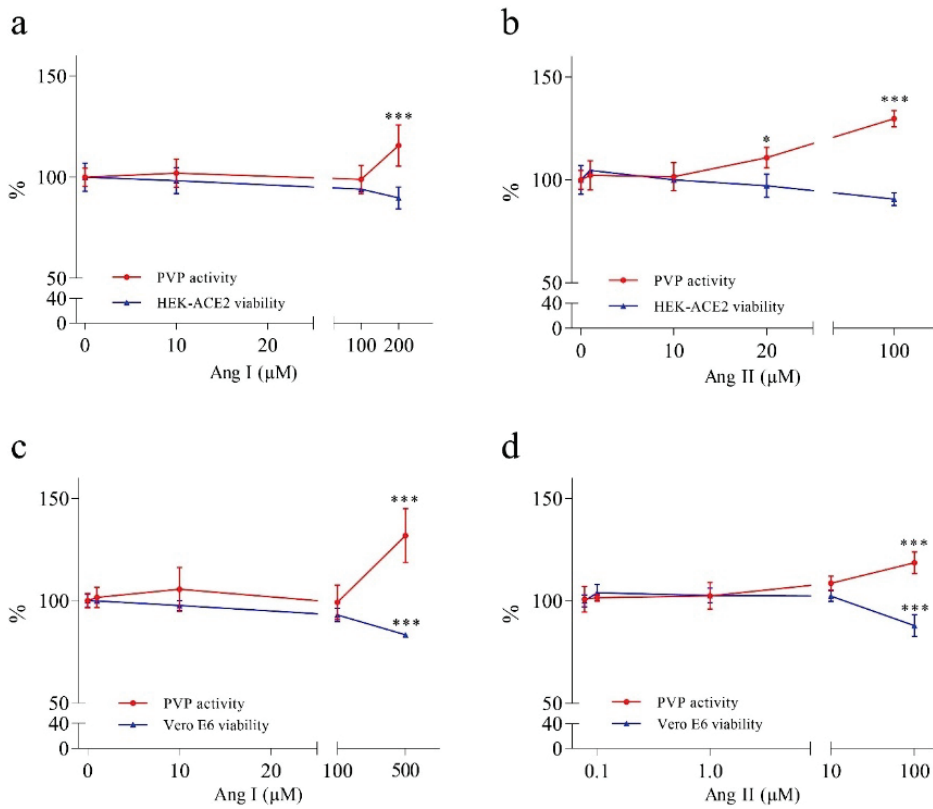 a
150
100
50
40
0
%
***
PVP activity
HEK-ACE2 viability
0 10 20 100 200
Ang I (µM)
b
150
100
50
40
0
%
*
***
PVP activity
HEK-ACE2 viability
0 10 20 100
Ang II (µM)
c
150
100
50
40
0
%
***
***
PVP activity
Vero E6 viability
0 10 20 100 500
Ang I (µM)
d
150
100
50
40
0
%
***
***
PVP activity
Vero E6 viability
0.1 1.0 10 100
Ang II (µM)